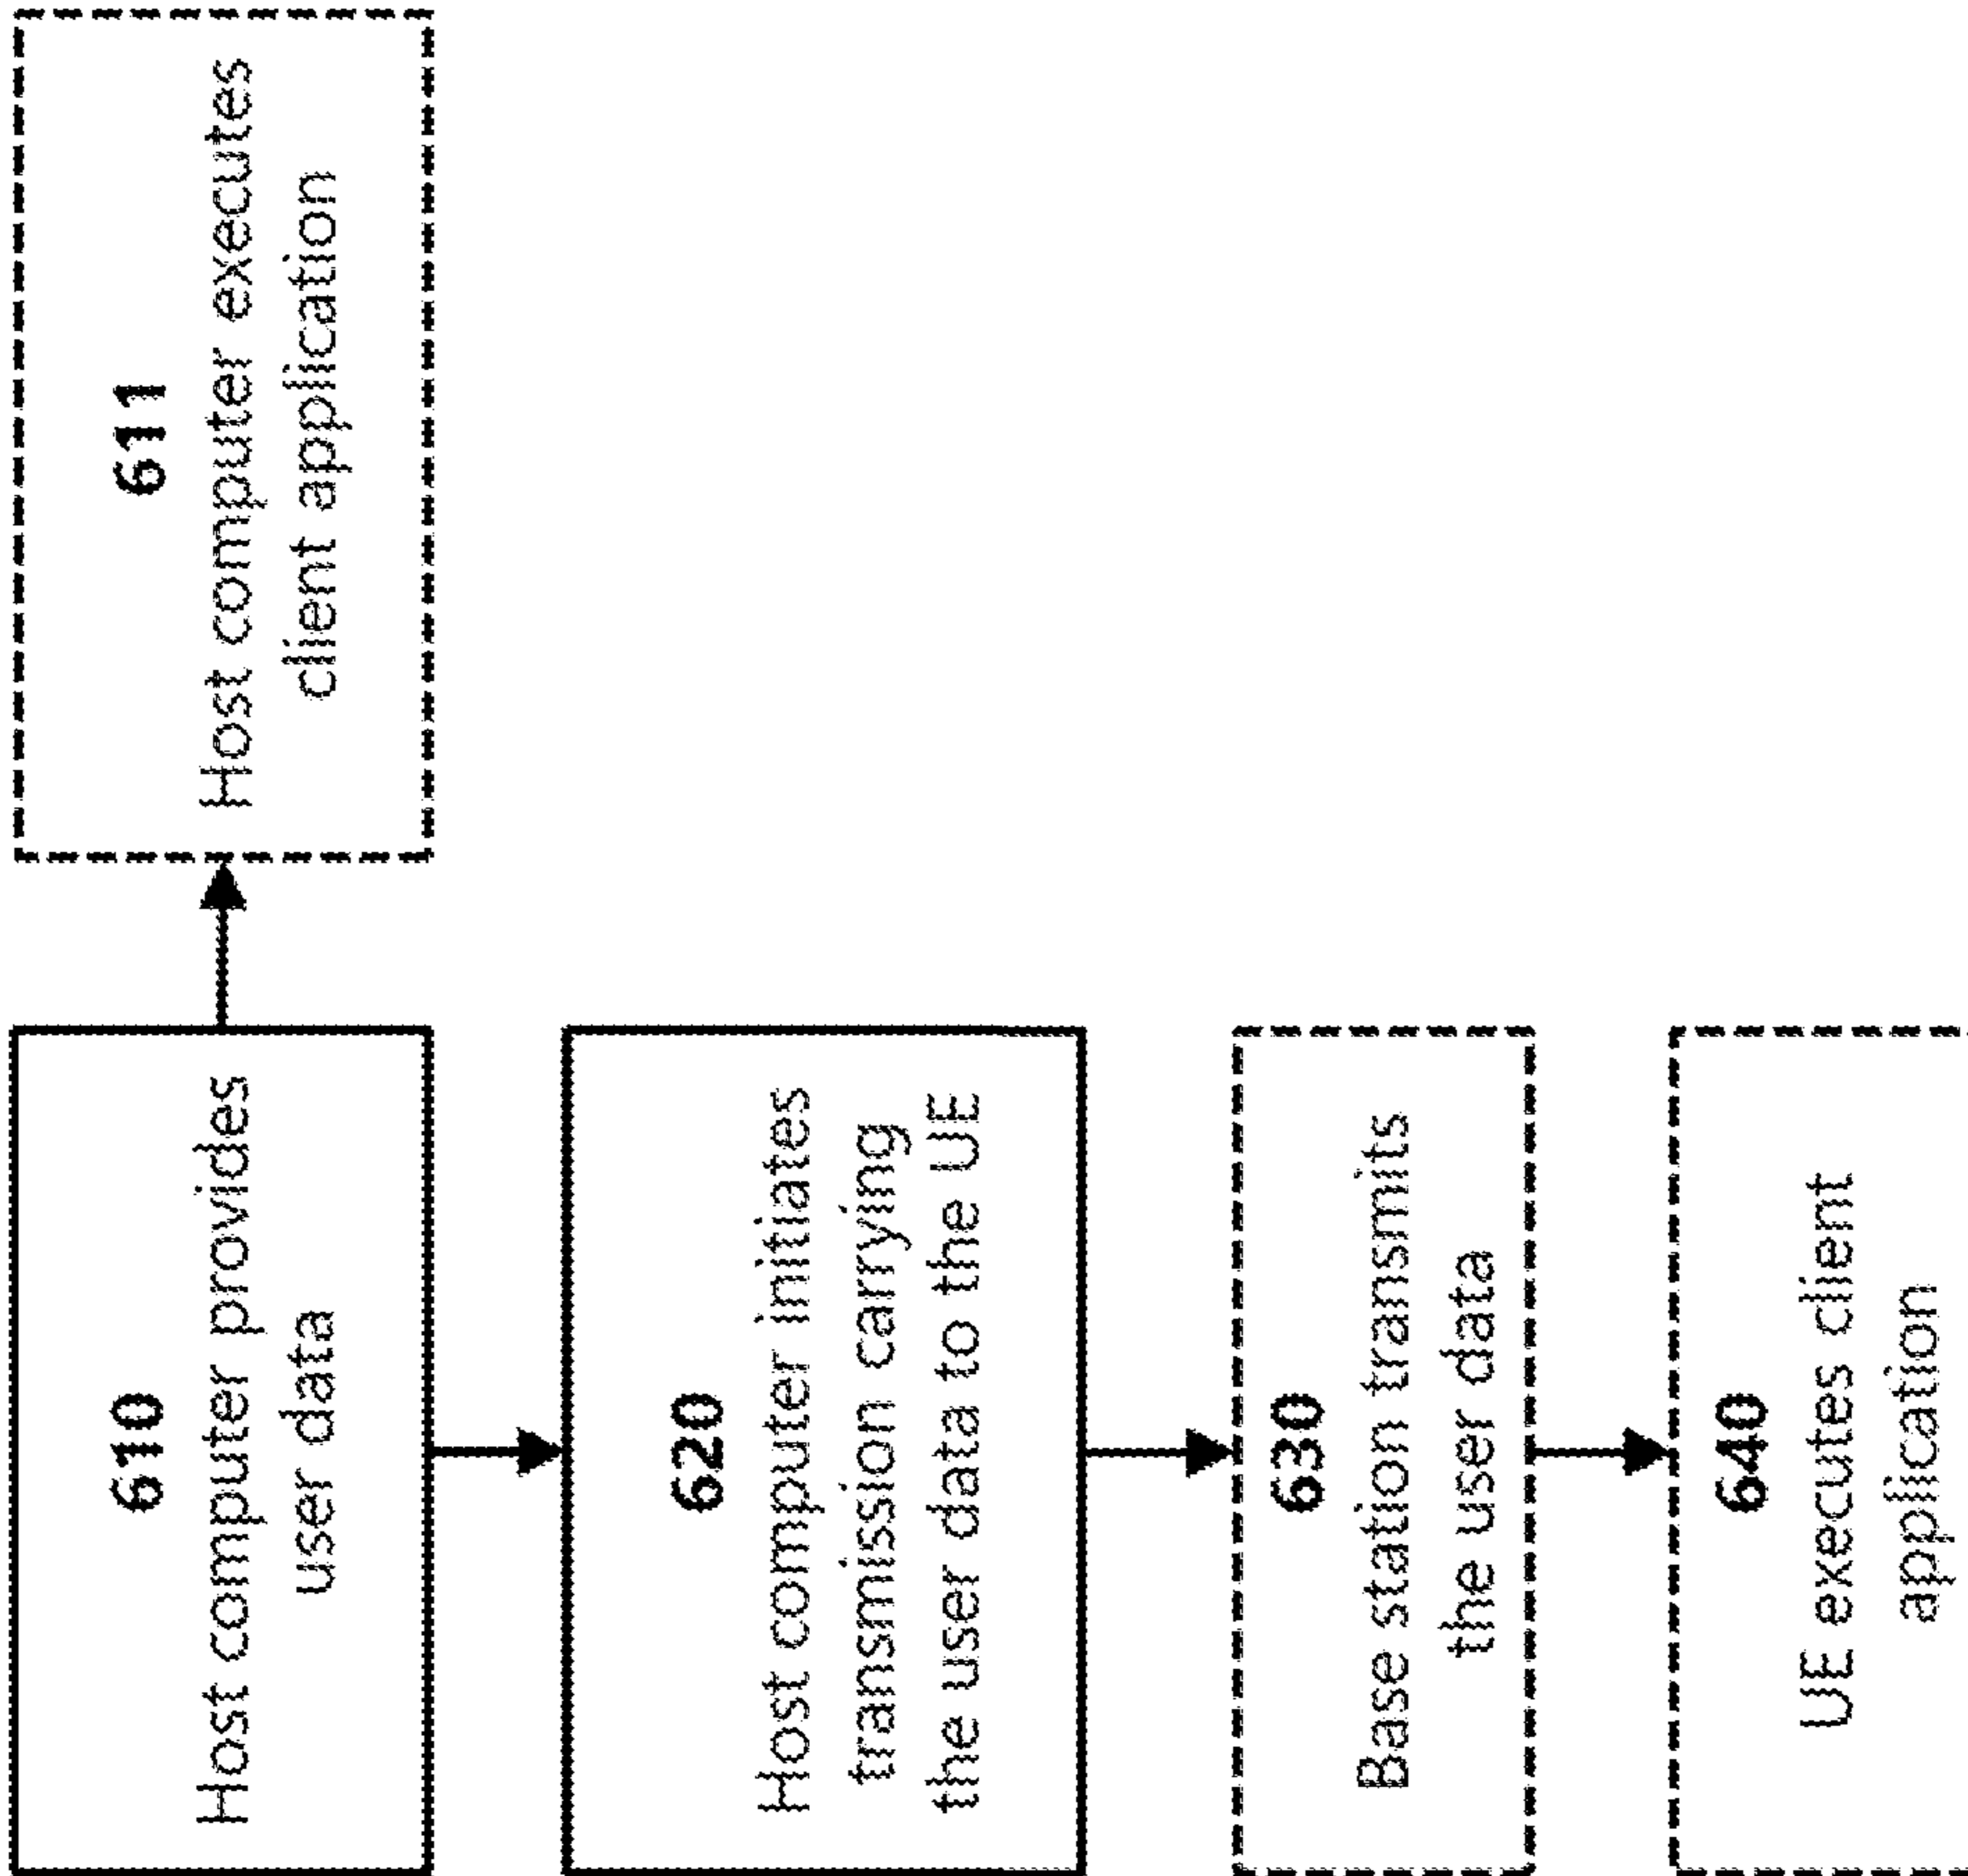 610
Host computer provides
user data
611
Host computer executes
client application
620
Host computer initiates
transmission carrying
the user data to the UE
630
Base station transmits
the user data
640
UE executes client
application